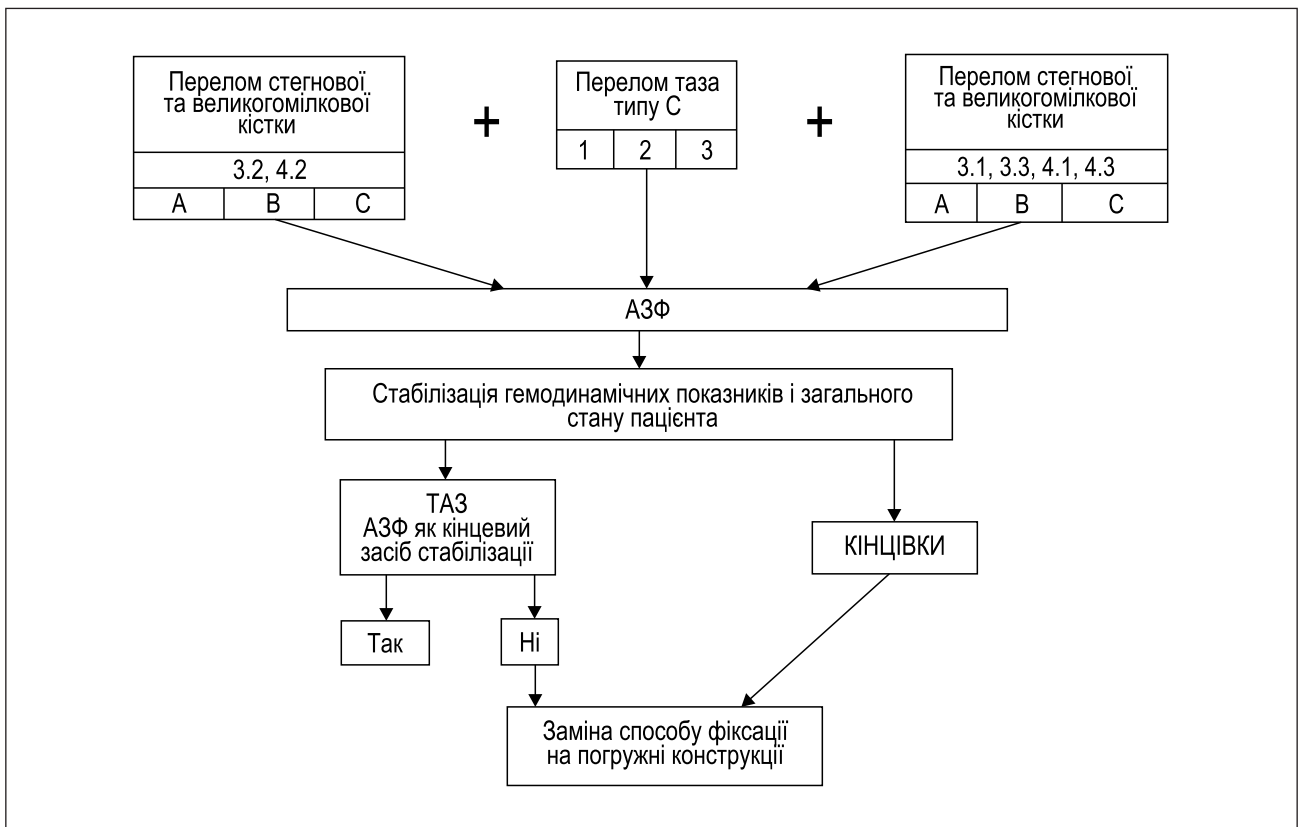 Перелом стегнової
та великогомілкової
кістки
3.2, 4.2
А В С
+
Перелом таза
типу С
1 2 3
+
Перелом стегнової
та великогомілкової
кістки
3.1, 3.3, 4.1, 4.3
А В С
АЗФ
Стабілізація гемодинамічних показників і загального
стану пацієнта
ТАЗ
АЗФ як кінцевий
засіб стабілізації
КІНЦІВКИ
Так
Ні
Заміна способу фіксації
на погружні конструкції